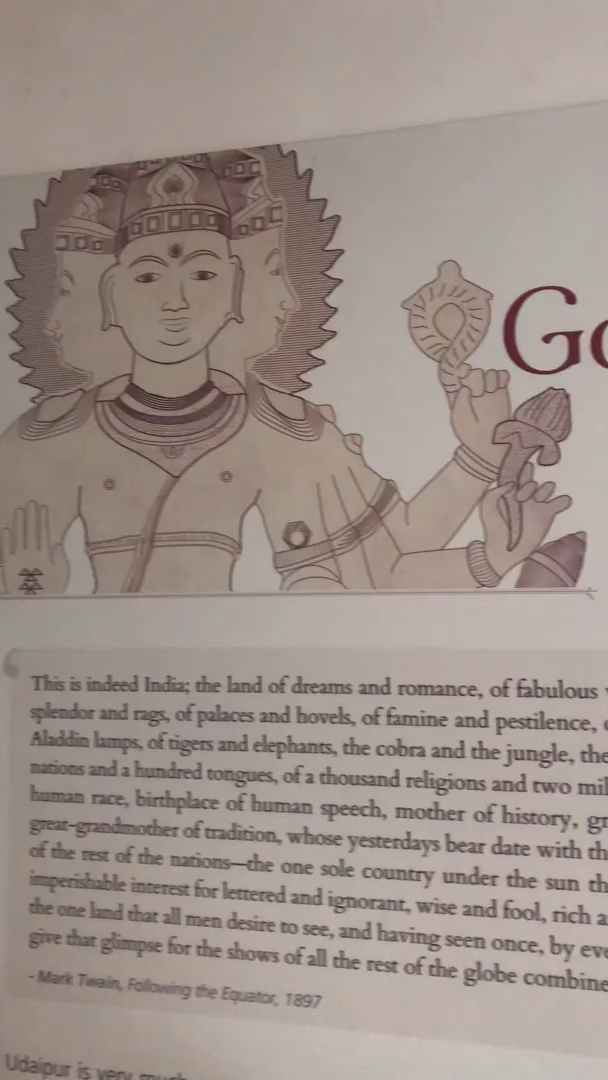 Go
This is indeed India; the land of dreams and romance, of fabulous
splendor and rags, of palaces and hovels, of famine and pestilence,
Aladdin lamps, of tigers and elephants, the cobra and the jungle, the
nations and a hundred tongues, of a thousand religions and two mil
human race, birthplace of human speech, mother of history, gr
great-grandmother of tradition, whose yesterdays bear date with th
of the rest of the nations—the one sole country under the sun th
imperishable interest for lettered and ignorant, wise and fool, rich a
the one land that all men desire to see, and having seen once, by eve
give that glimpse for the shows of all the rest of the globe combine
- Mark Twain, Following the Equator, 1897
Udaipur is very much